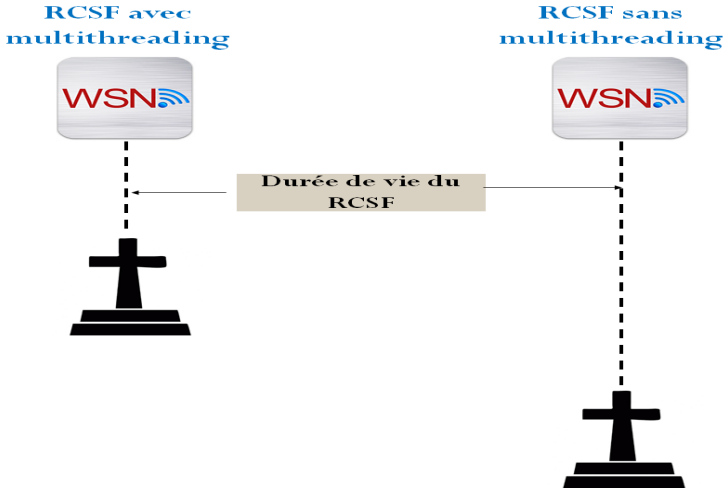 RCSF avec
multithreading
RCSF sans
multithreading
WSN
WSN
Durée de vie du
RCSF